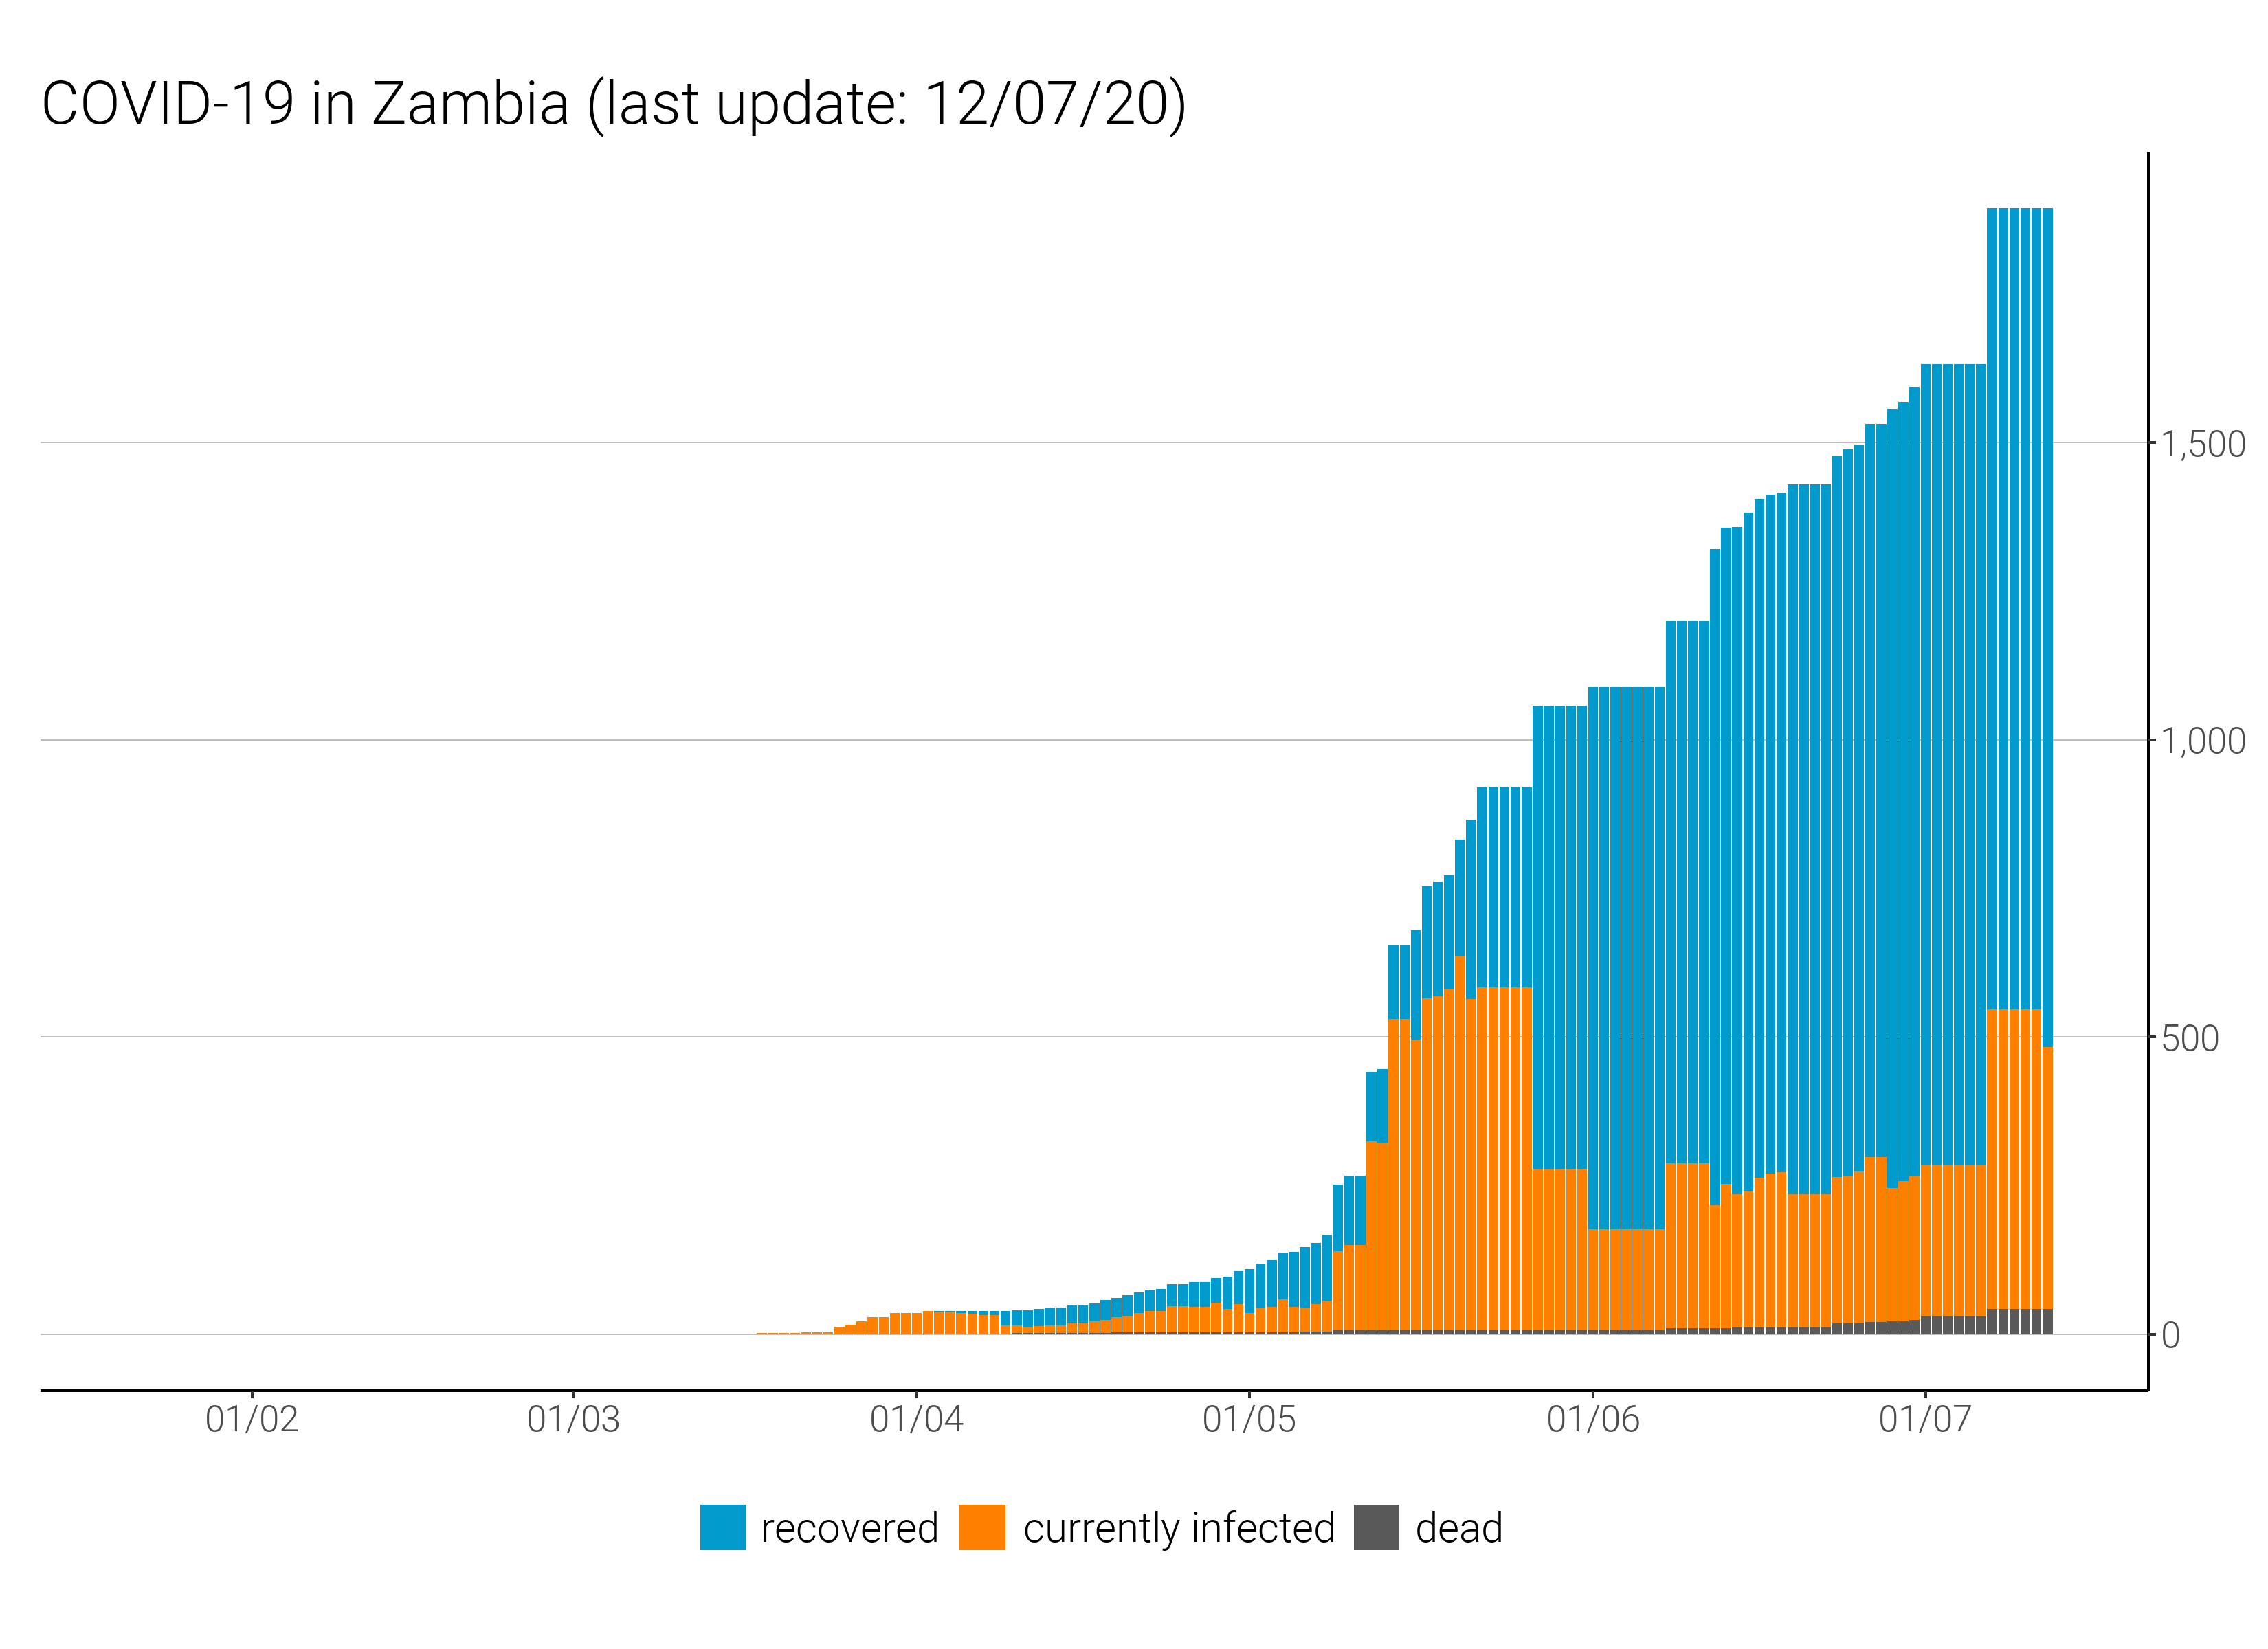 COVID-19 in Zambia (last update: 12/07/20)
1,500
1,000
500
0
01/02 01/03 01/04 01/05 01/06 01/07
recovered currently infected dead